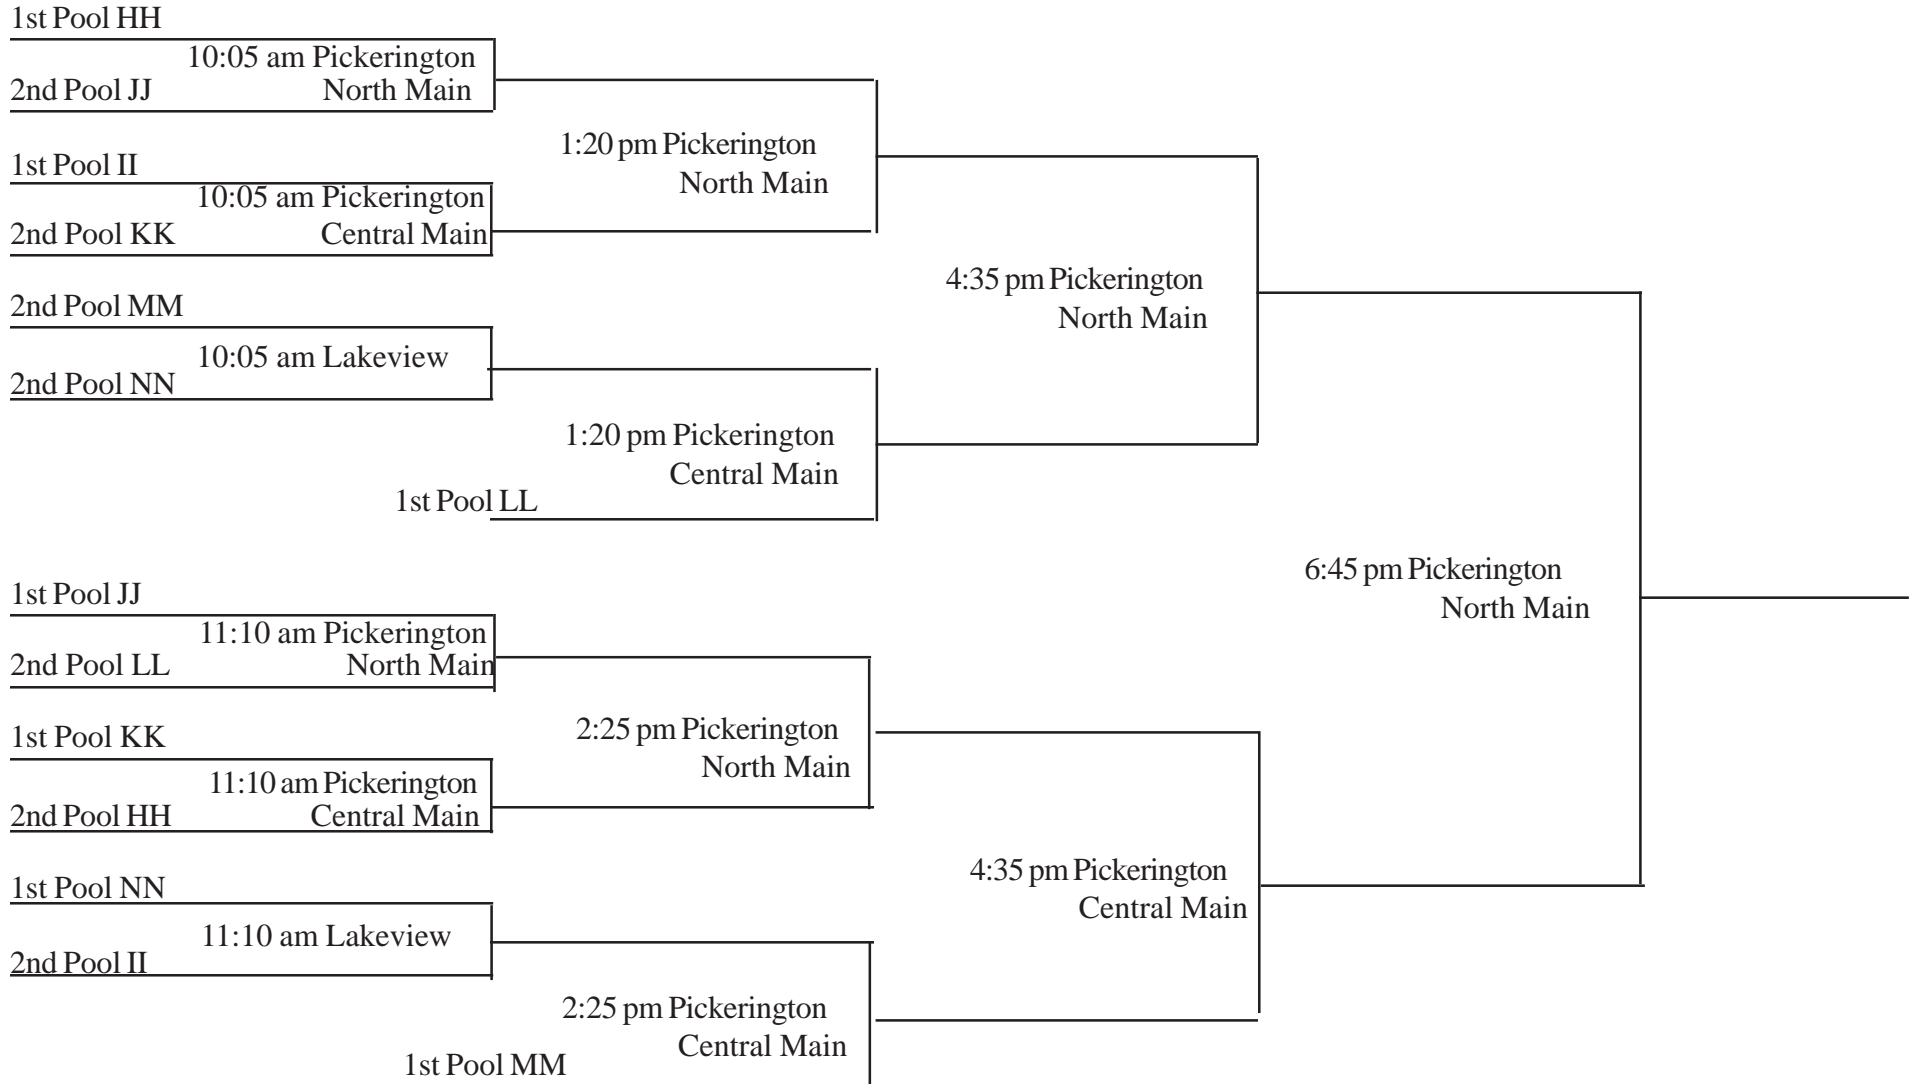 1st Pool HH
10:05 am Pickerington
2nd Pool JJ
North Main
1:20 pm Pickerington
North Main
1st Pool II
10:05 am Pickerington
2nd Pool KK
Central Main
4:35 pm Pickerington
North Main
2nd Pool MM
10:05 am Lakeview
2nd Pool NN
1:20 pm Pickerington
Central Main
1st Pool LL
6:45 pm Pickerington
North Main
1st Pool JJ
11:10 am Pickerington
2nd Pool LL
North Main
2:25 pm Pickerington
North Main
1st Pool KK
11:10 am Pickerington
2nd Pool HH
Central Main
4:35 pm Pickerington
Central Main
1st Pool NN
11:10 am Lakeview
2nd Pool II
2:25 pm Pickerington
Central Main
1st Pool MM